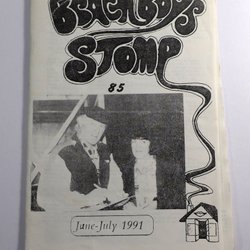 BEACH BOYS
STOMP
85
June-July 1991